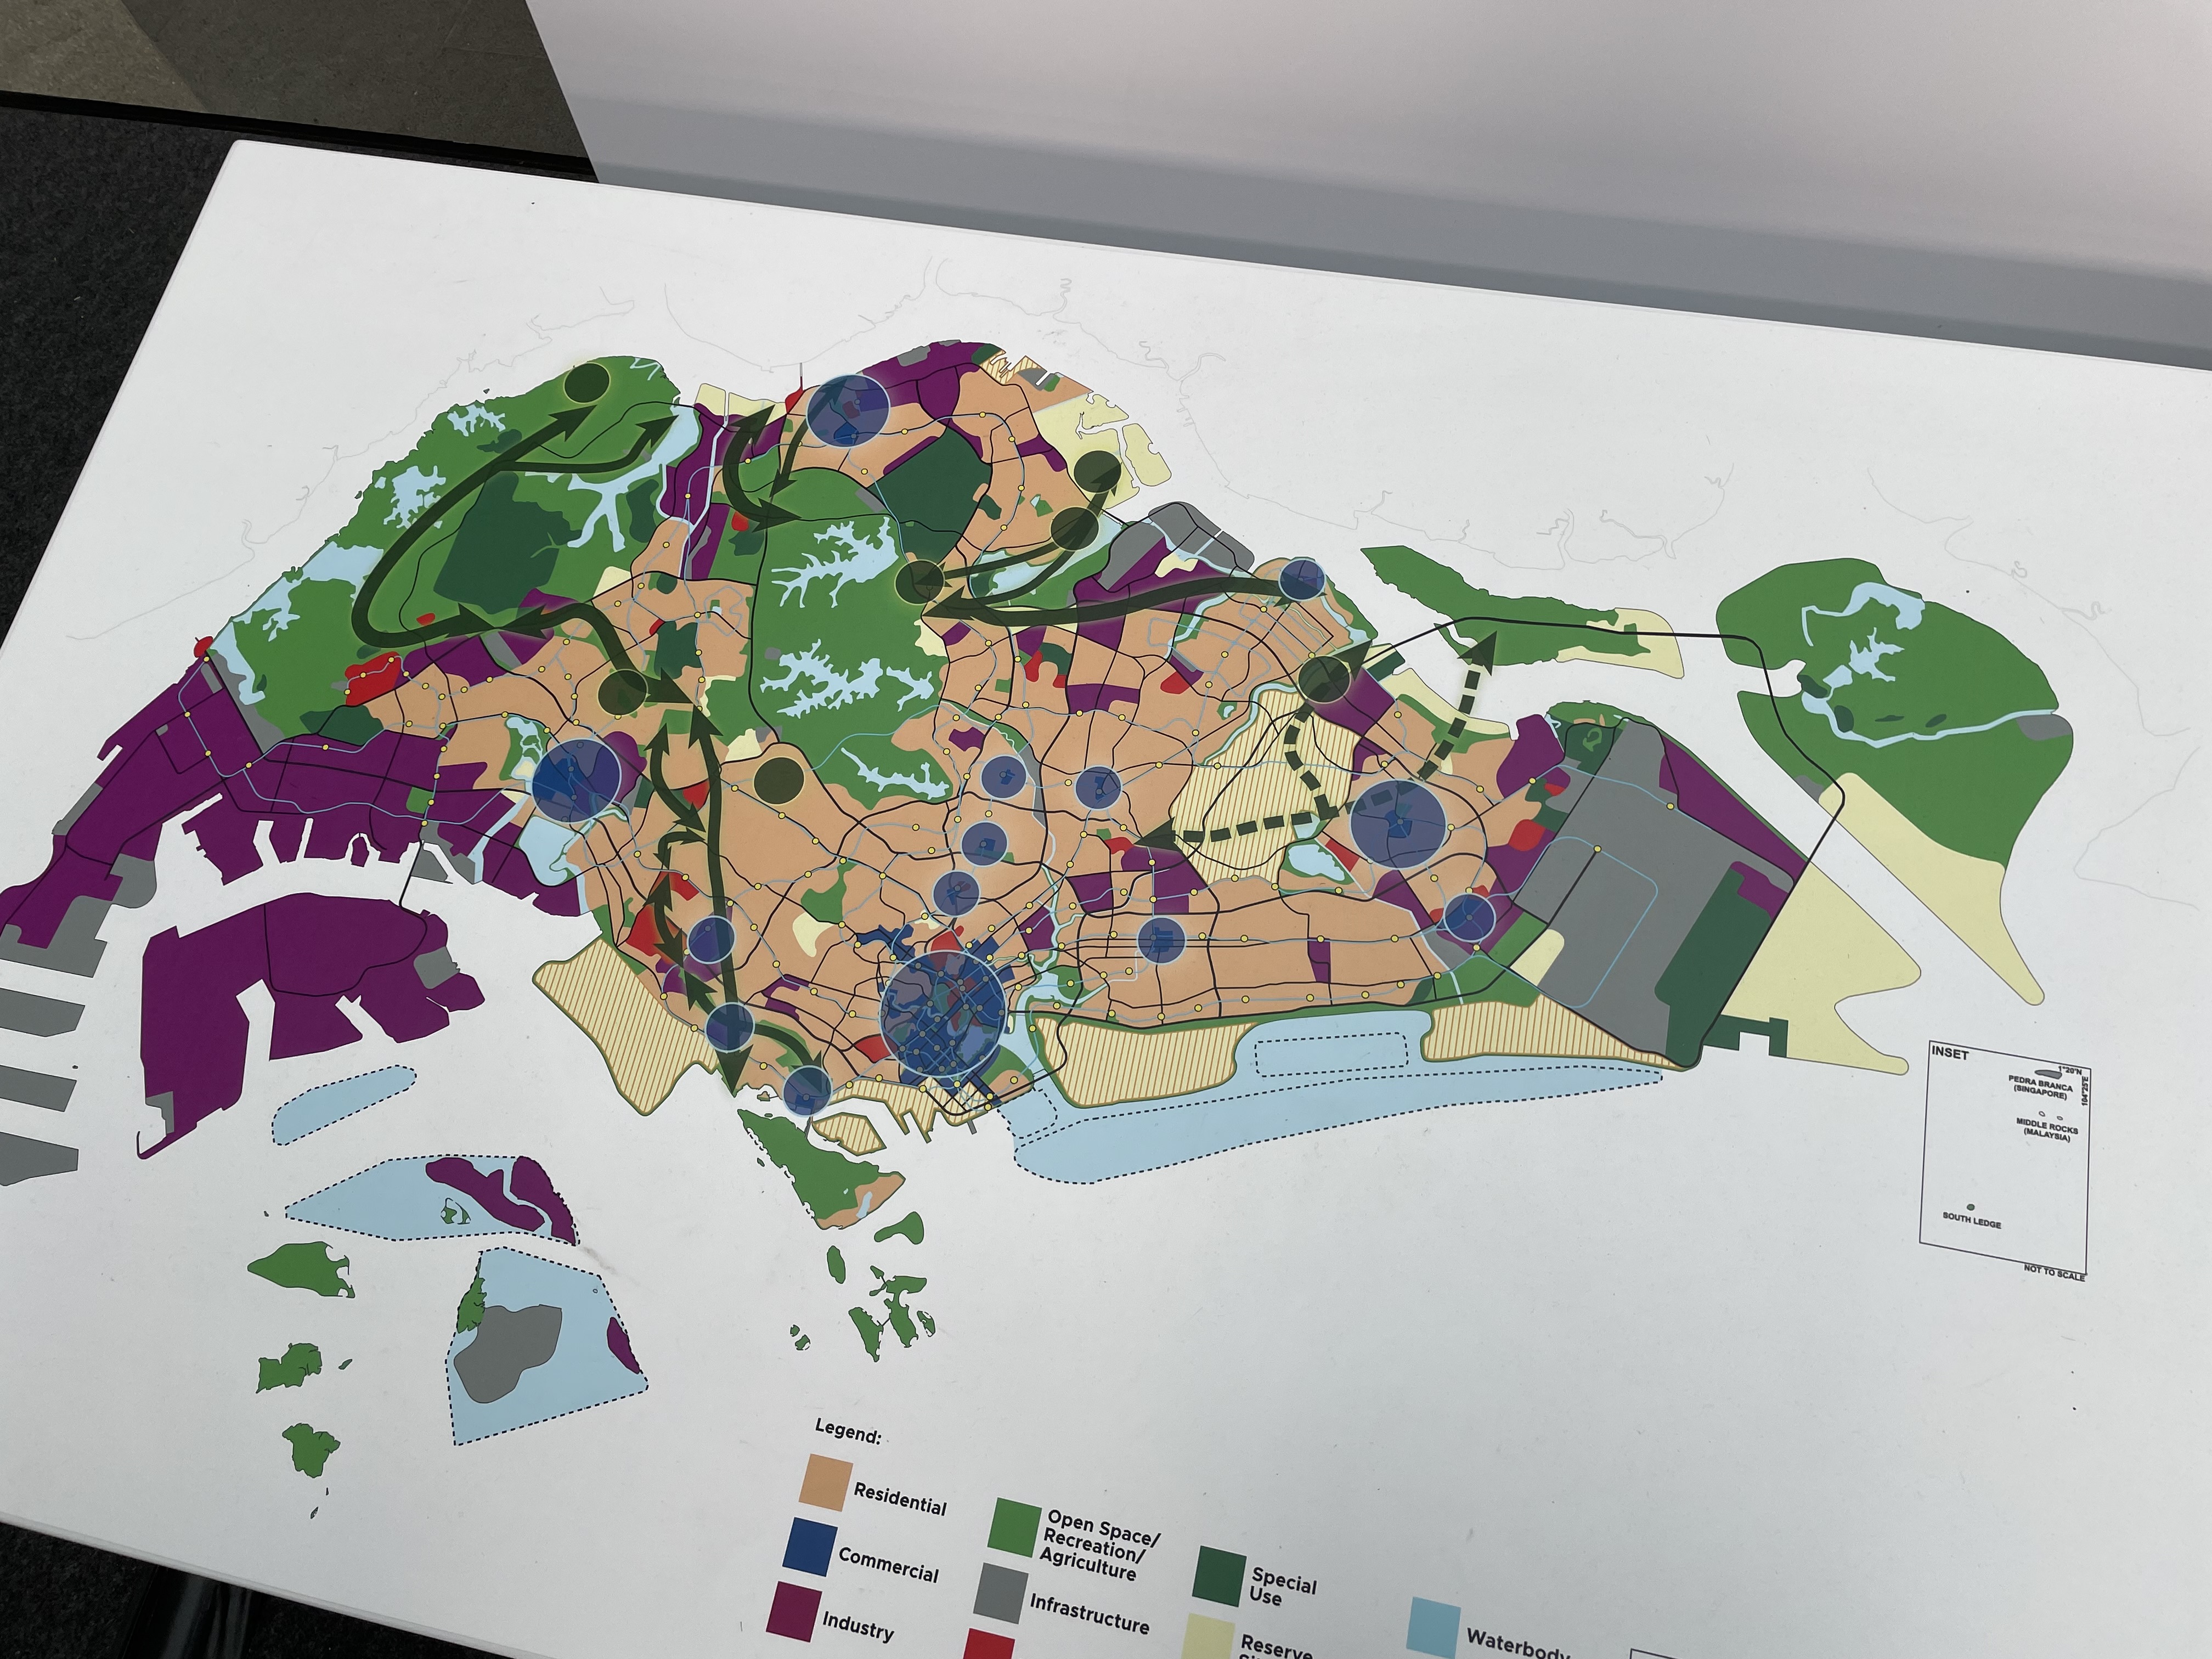 Legend:
Residential
Commercial
Industry
Open Space/
Recreation/
Agriculture
Infrastructure
Special
Use
Reserve
Waterbody
INSET
PEDRA BRANCA
(SINGAPORE)
1°20'N
104°25'E
MIDDLE ROCKS
(MALAYSIA)
SOUTH LEDGE
NOT TO SCALE